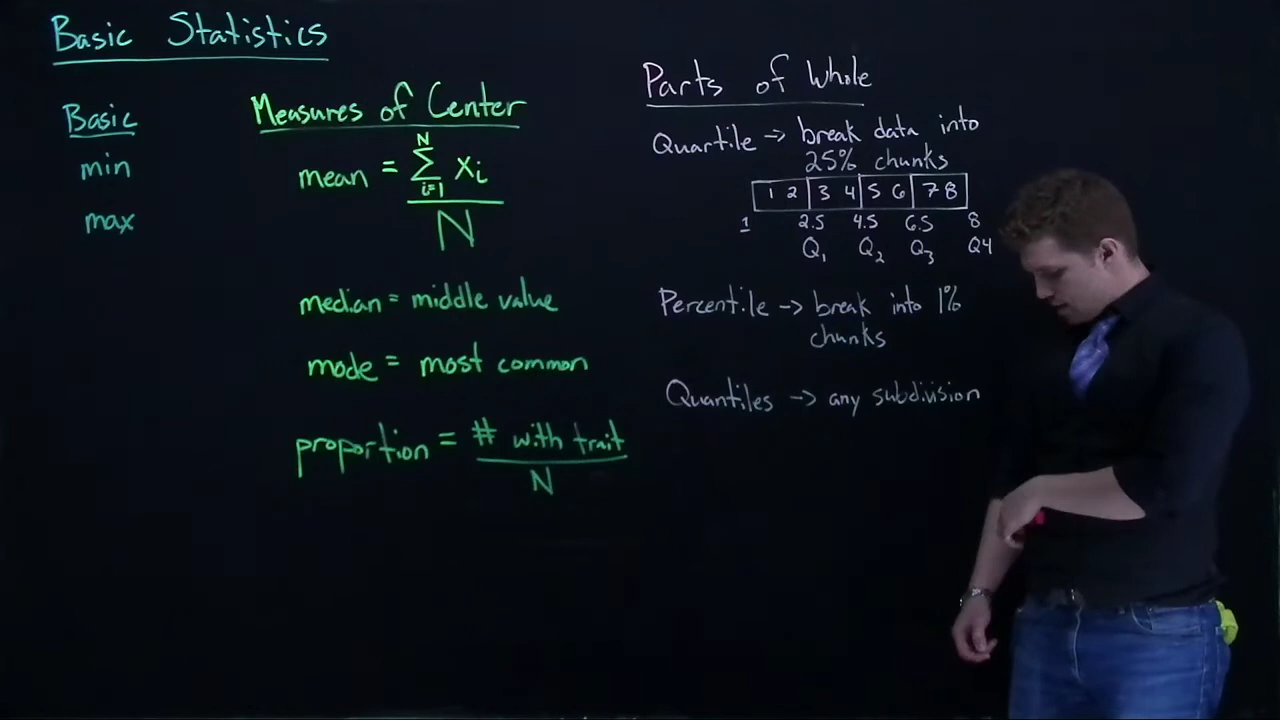 Basic Statistics
Basic
min
max
Measures of Center
mean = N Σ i=1 xi
N
median = middle value
mode = most common
proportion = # with trait
N
Parts of Whole
Quartile -> break data into
25% chunks
1 2 3 4 5 6 7 8
1 2.5 4.5 6.5 8
Q1 Q2 Q3 Q4
Percentile -> break into 1%
chunks
Quantiles -> any subdivision